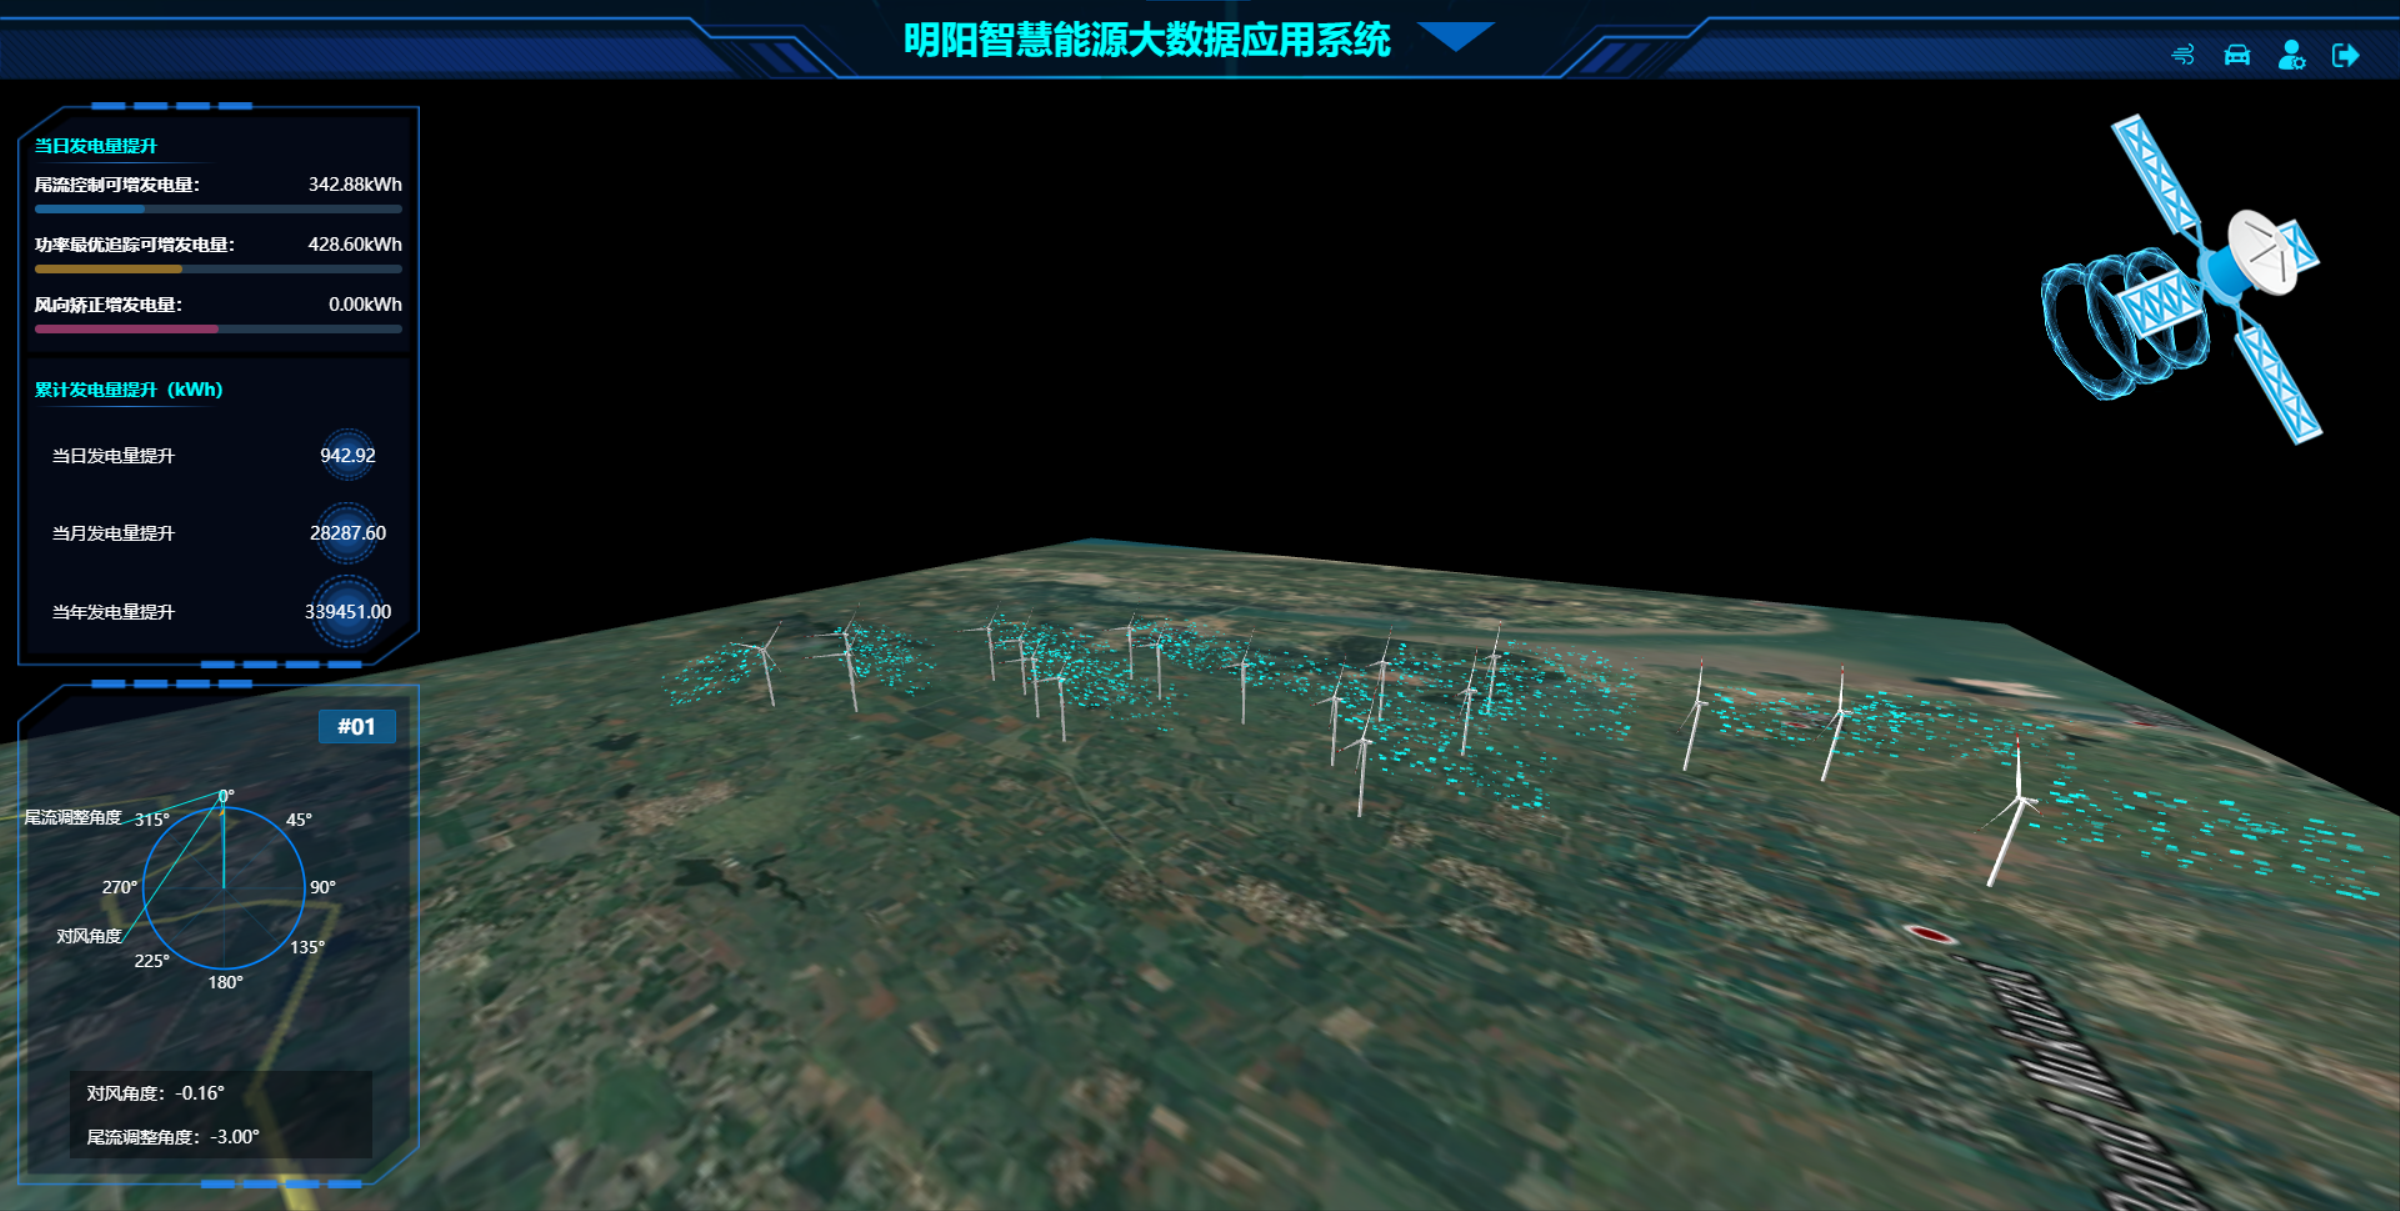 明阳智慧能源大数据应用系统
当日发电量提升
尾流控制可增发电量： 342.88kWh
功率最优追踪可增发电量： 428.60kWh
风向矫正增发电量： 0.00kWh
累计发电量提升（kWh）
当日发电量提升 942.92
当月发电量提升 28287.60
当年发电量提升 339451.00
#01
0°
尾流调整角度 315° 45°
270° 90°
对风角度 135°
225°
180°
对风角度：-0.16°
尾流调整角度：-3.00°